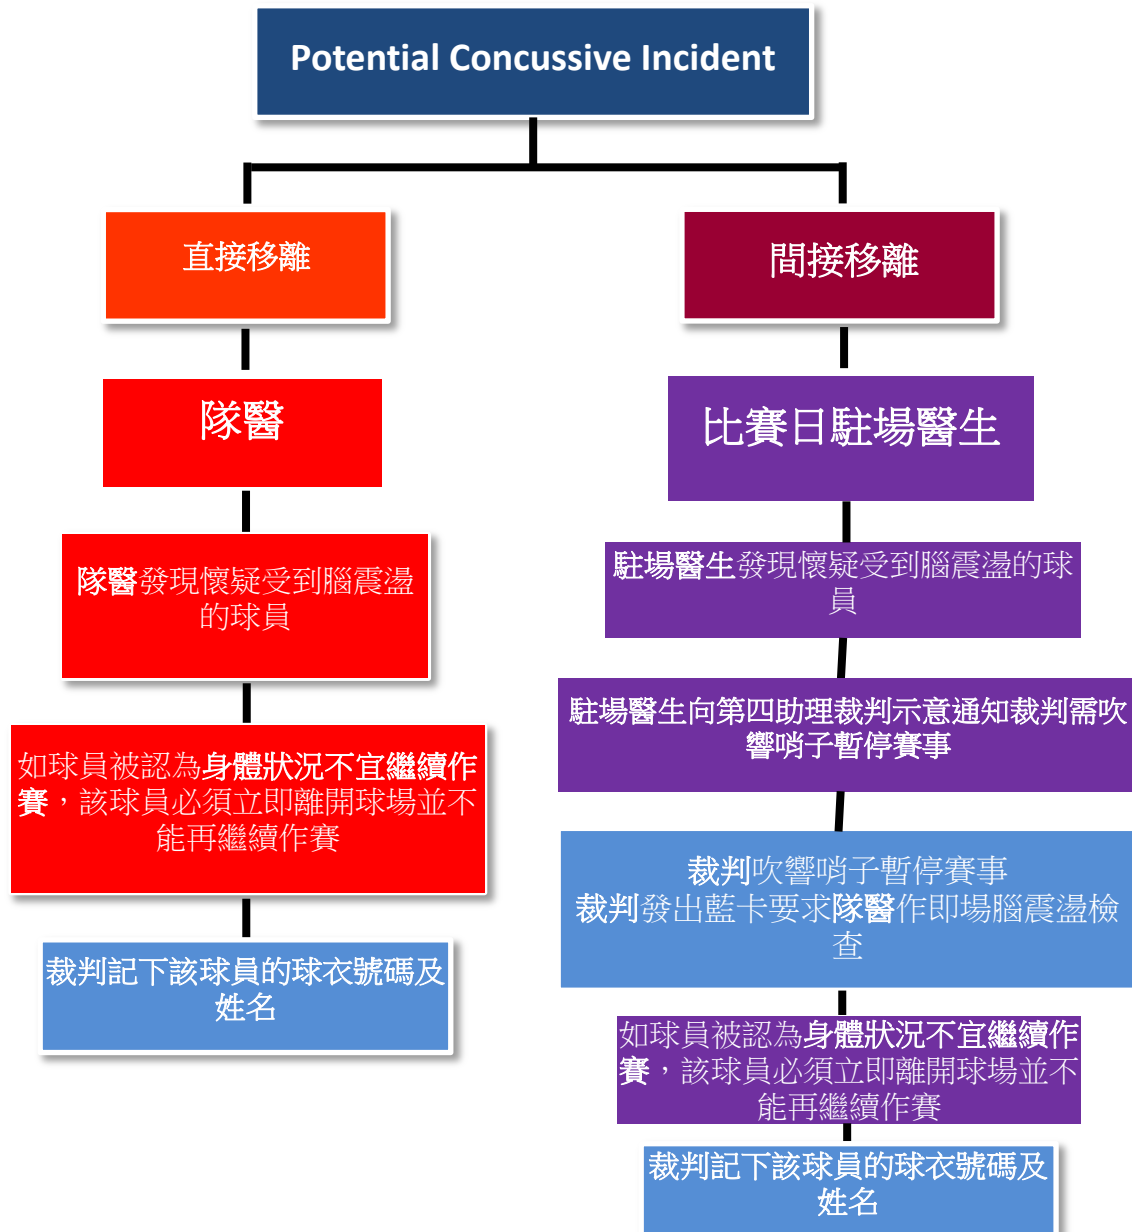 Potential Concussive Incident
直接移離
隊醫
隊醫發現懷疑受到腦震盪
的球員
如球員被認為身體狀況不宜繼續作
賽，該球員必須立即離開球場並不
能再繼續作賽
裁判記下該球員的球衣號碼及
姓名
間接移離
比賽日駐場醫生
駐場醫生發現懷疑受到腦震盪的球
員
駐場醫生向第四助理裁判示意通知裁判需吹
響哨子暫停賽事
裁判吹響哨子暫停賽事
裁判發出藍卡要求隊醫作即場腦震盪檢
查
如球員被認為身體狀況不宜繼續作
賽，該球員必須立即離開球場並不
能再繼續作賽
裁判記下該球員的球衣號碼及
姓名